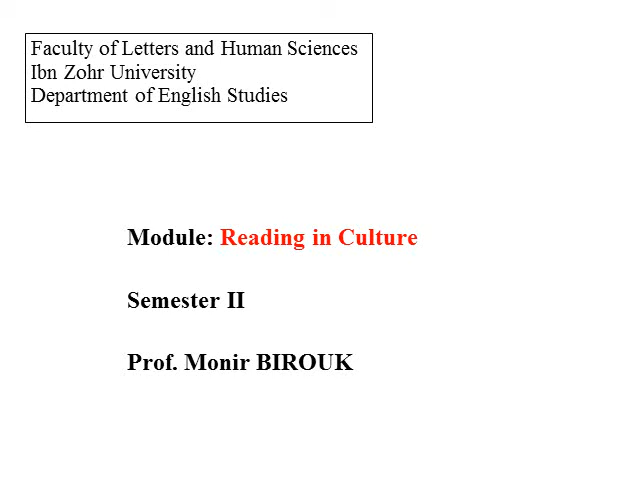 Faculty of Letters and Human Sciences
Ibn Zohr University
Department of English Studies
Module: Reading in Culture
Semester II
Prof. Monir BIROUK